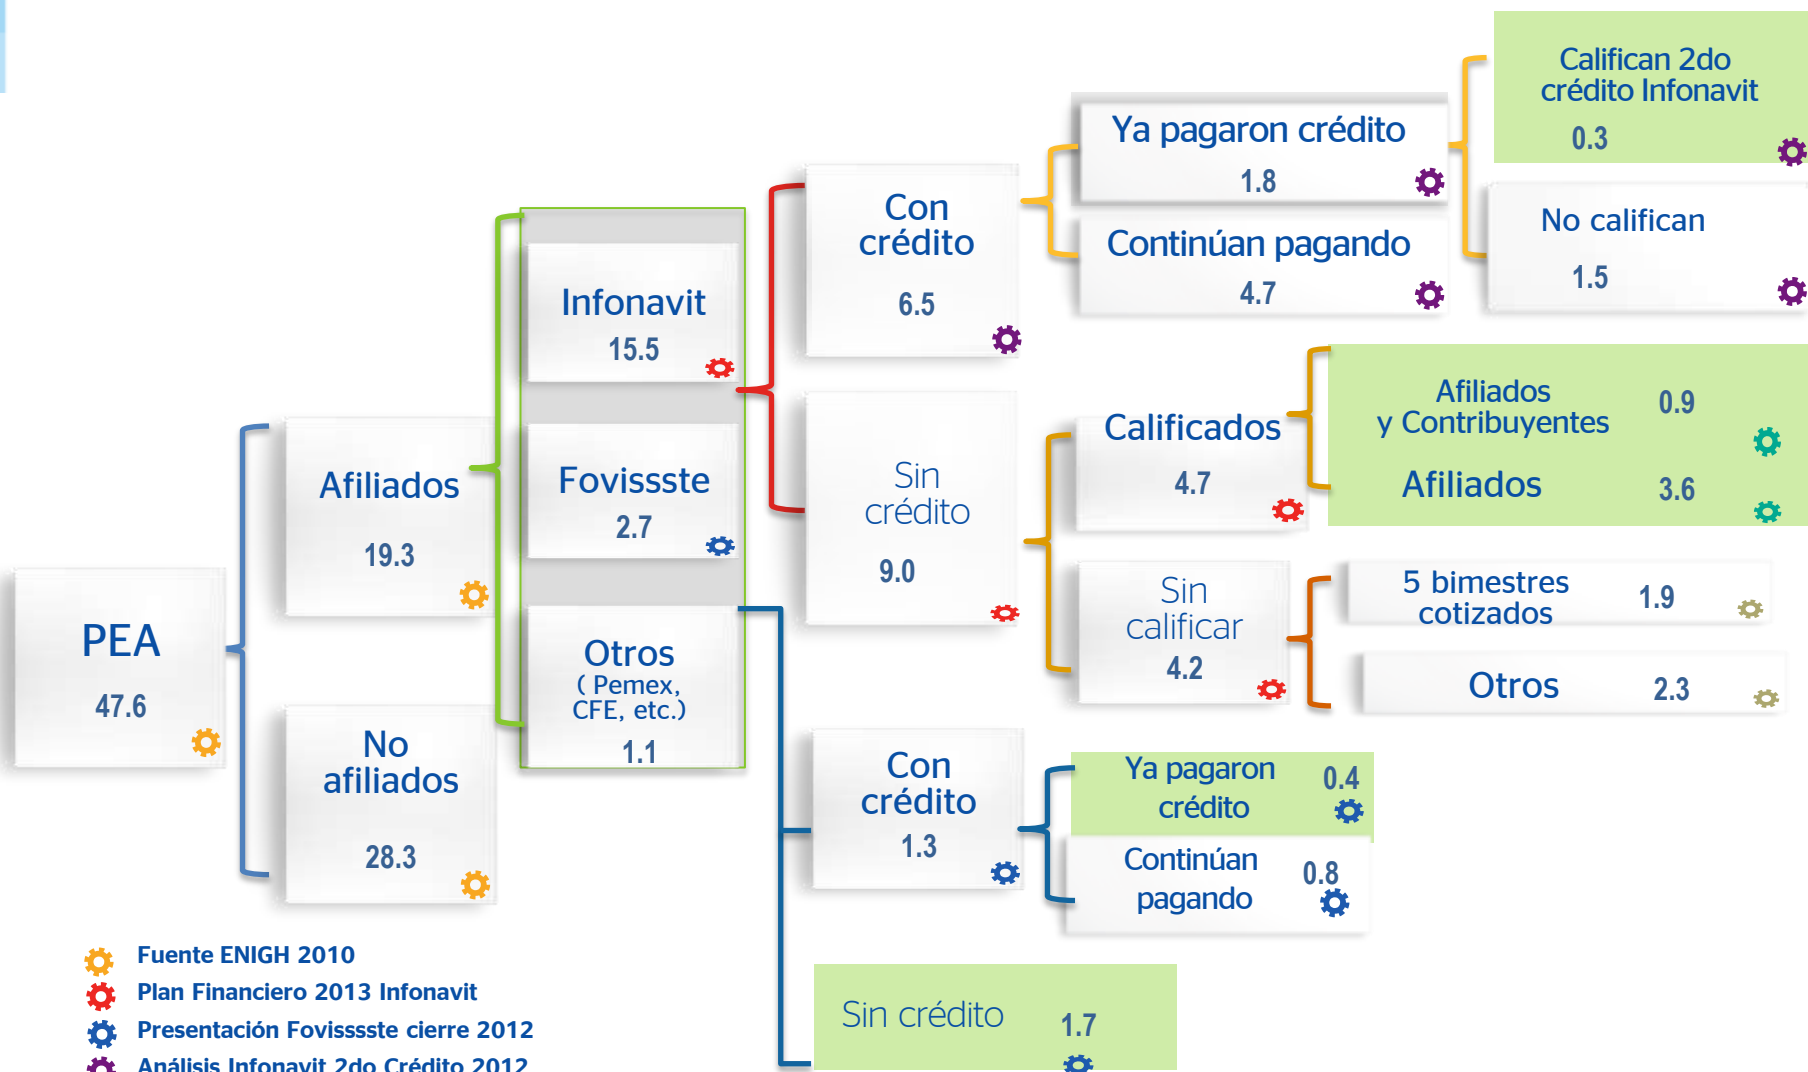 PEA
47.6
Afiliados
19.3
No
afiliados
28.3
Infonavit
15.5
Fovissste
2.7
Otros
( Pemex,
CFE, etc.)
1.1
Con
crédito
6.5
Sin
crédito
9.0
Ya pagaron crédito
1.8
Continúan pagando
4.7
Califican 2do
crédito Infonavit
0.3
No califican
1.5
Calificados
4.7
Afiliados
y Contribuyentes
0.9
Afiliados
3.6
Sin
calificar
4.2
5 bimestres
cotizados
1.9
Otros
2.3
Con
crédito
1.3
Ya pagaron
crédito
0.4
Continúan
pagando
0.8
Sin crédito
1.7
Fuente ENIGH 2010
Plan Financiero 2013 Infonavit
Presentación Fovisssste cierre 2012
Análisis Infonavit 2do Crédito 2012